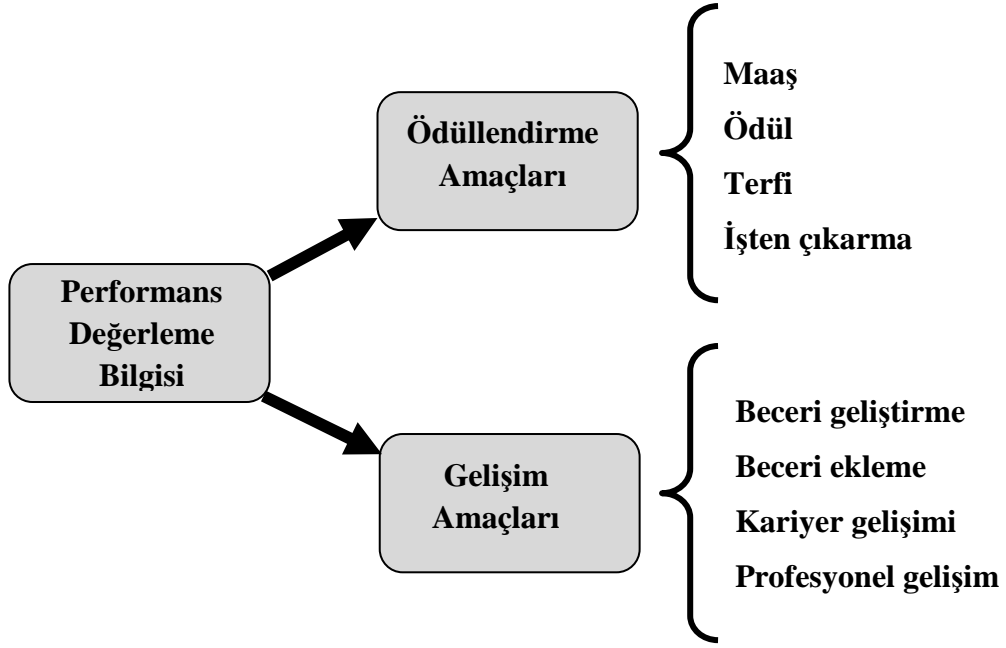 Performans
Değerleme
Bilgisi
Ödüllendirme
Amaçları
Maaş
Ödül
Terfi
İşten çıkarma
Gelişim
Amaçları
Beceri geliştirme
Beceri ekleme
Kariyer gelişimi
Profesyonel gelişim